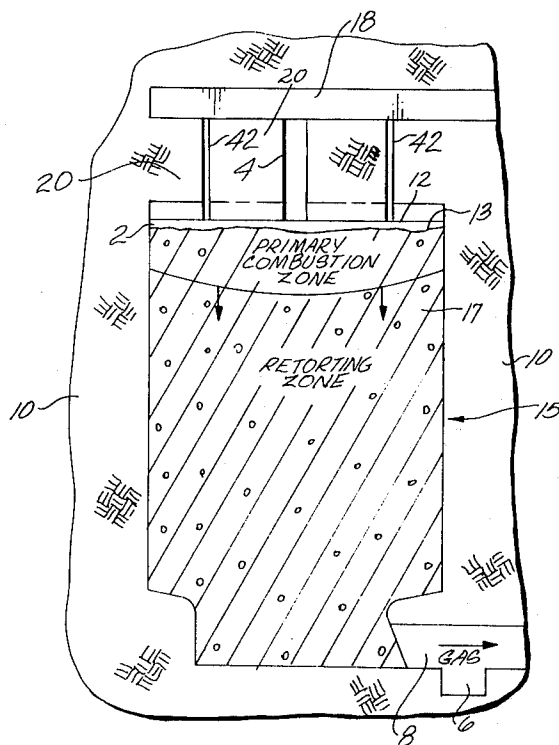 18
20
42
4
42
20
12
13
2
PRIMARY
COMBUSTION
ZONE
17
RETORTING
ZONE
10
10
15
GAS
8
6